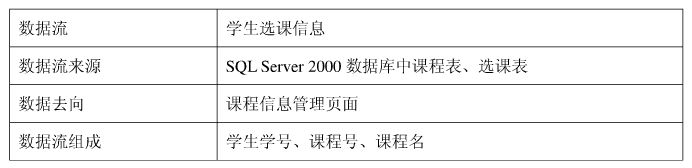 数据流 学生选课信息
数据流来源 SQL Server 2000 数据库中课程表、选课表
数据去向 课程信息管理页面
数据流组成 学生学号、课程号、课程名